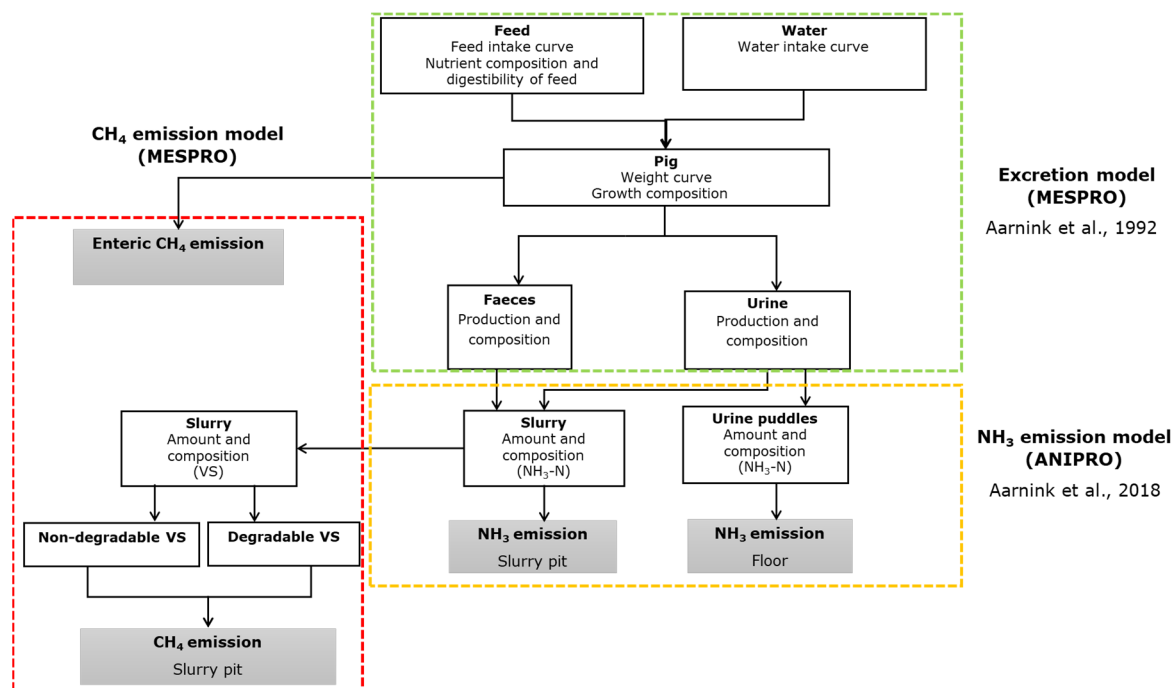 Feed
Feed intake curve
Nutrient composition and
digestibility of feed
Water
Water intake curve
CH₄ emission model
(MESPRO)
Pig
Weight curve
Growth composition
Excretion model
(MESPRO)
Aarnink et al., 1992
Enteric CH₄ emission
Faeces
Production and
composition
Urine
Production and
composition
Slurry
Amount and
composition
(VS)
Slurry
Amount and
composition
(NH₃-N)
Urine puddles
Amount and
composition
(NH₃-N)
NH₃ emission model
(ANIPRO)
Aarnink et al., 2018
Non-degradable VS
Degradable VS
NH₃ emission
Slurry pit
NH₃ emission
Floor
CH₄ emission
Slurry pit